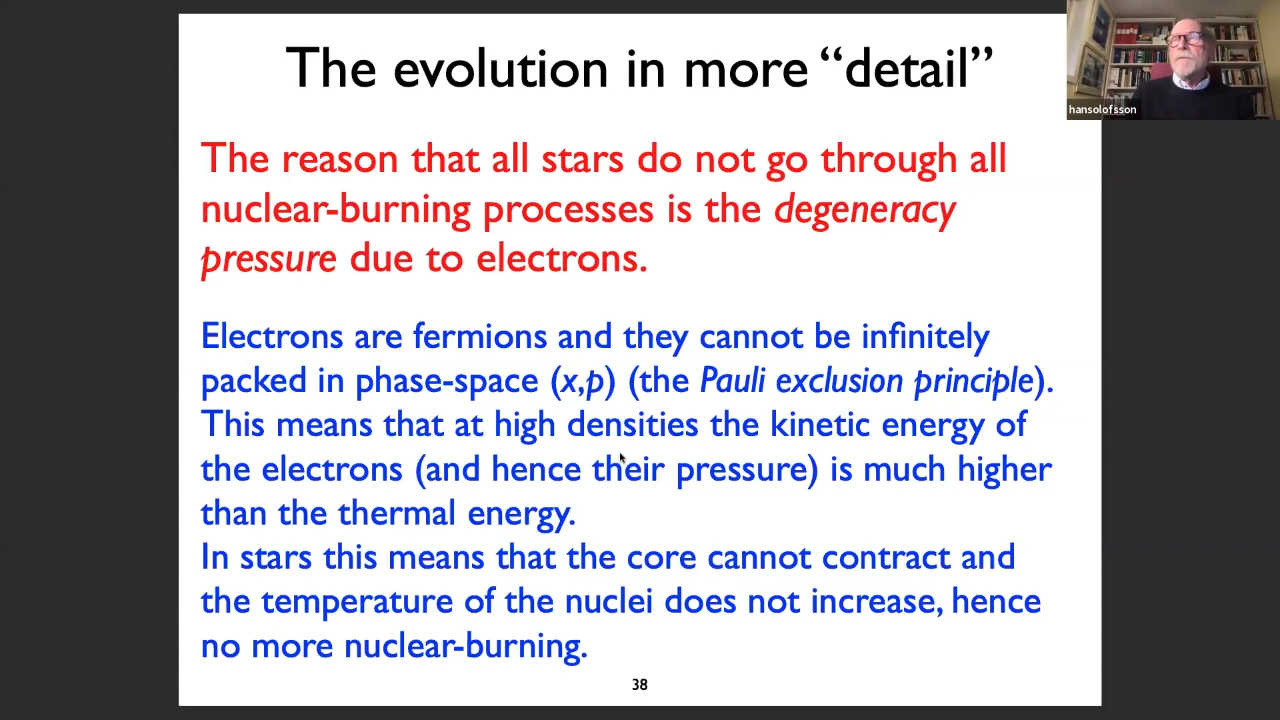 The evolution in more “detail”
hansolofsson
The reason that all stars do not go through all
nuclear-burning processes is the degeneracy
pressure due to electrons.
Electrons are fermions and they cannot be infinitely
packed in phase-space (x,p) (the Pauli exclusion principle).
This means that at high densities the kinetic energy of
the electrons (and hence their pressure) is much higher
than the thermal energy.
In stars this means that the core cannot contract and
the temperature of the nuclei does not increase, hence
no more nuclear-burning.
38